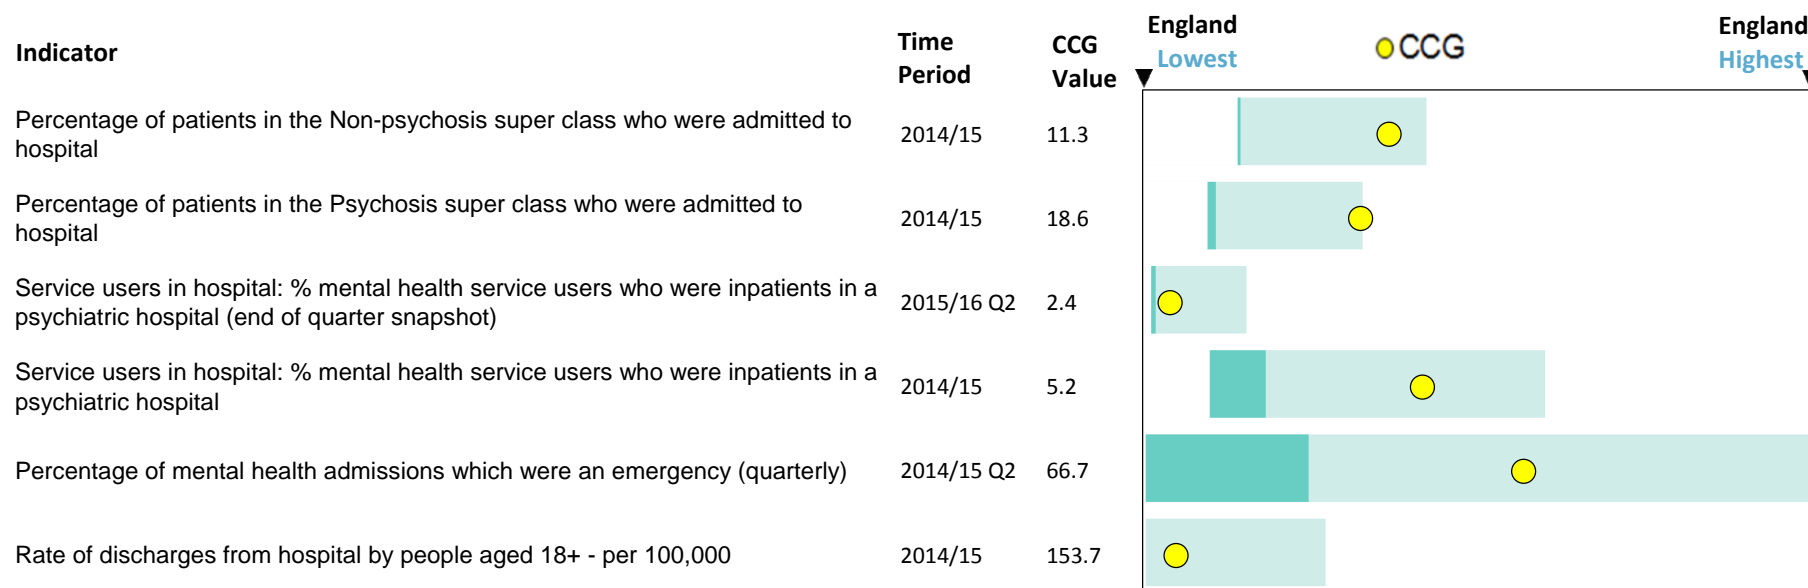 Indicator
Time
Period
CCG
Value
England
Lowest
CCG
England
Highest
Percentage of patients in the Non-psychosis super class who were admitted to
hospital
2014/15
11.3
Percentage of patients in the Psychosis super class who were admitted to
hospital
2014/15
18.6
Service users in hospital: % mental health service users who were inpatients in a
psychiatric hospital (end of quarter snapshot)
2015/16 Q2
2.4
Service users in hospital: % mental health service users who were inpatients in a
psychiatric hospital
2014/15
5.2
Percentage of mental health admissions which were an emergency (quarterly)
2014/15 Q2
66.7
Rate of discharges from hospital by people aged 18+ - per 100,000
2014/15
153.7